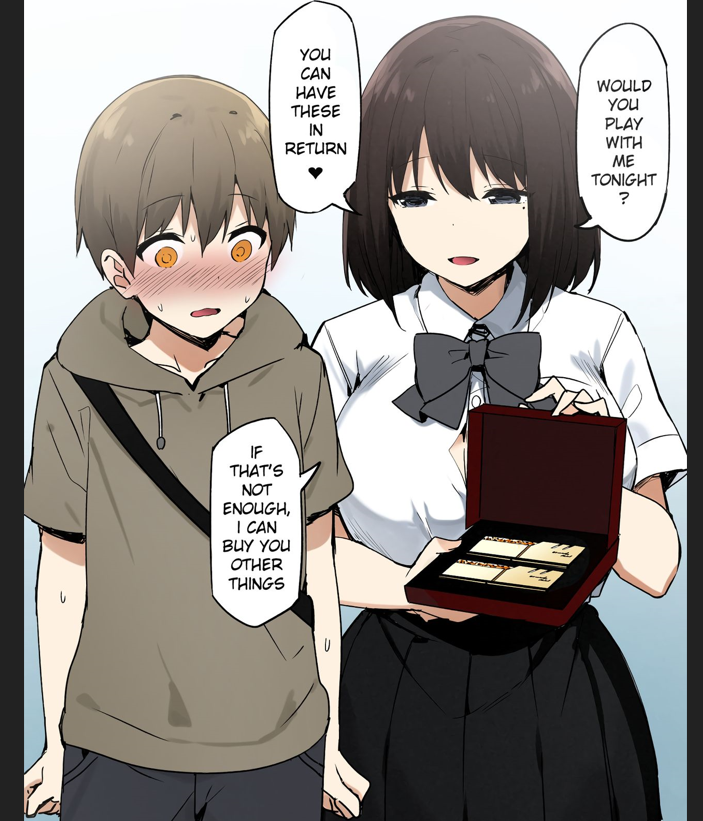 WOULD
YOU
PLAY
WITH
ME
TONIGHT
?
YOU
CAN
HAVE
THESE
IN
RETURN
♥
IF
THAT'S
NOT
ENOUGH,
I CAN
BUY YOU
OTHER
THINGS